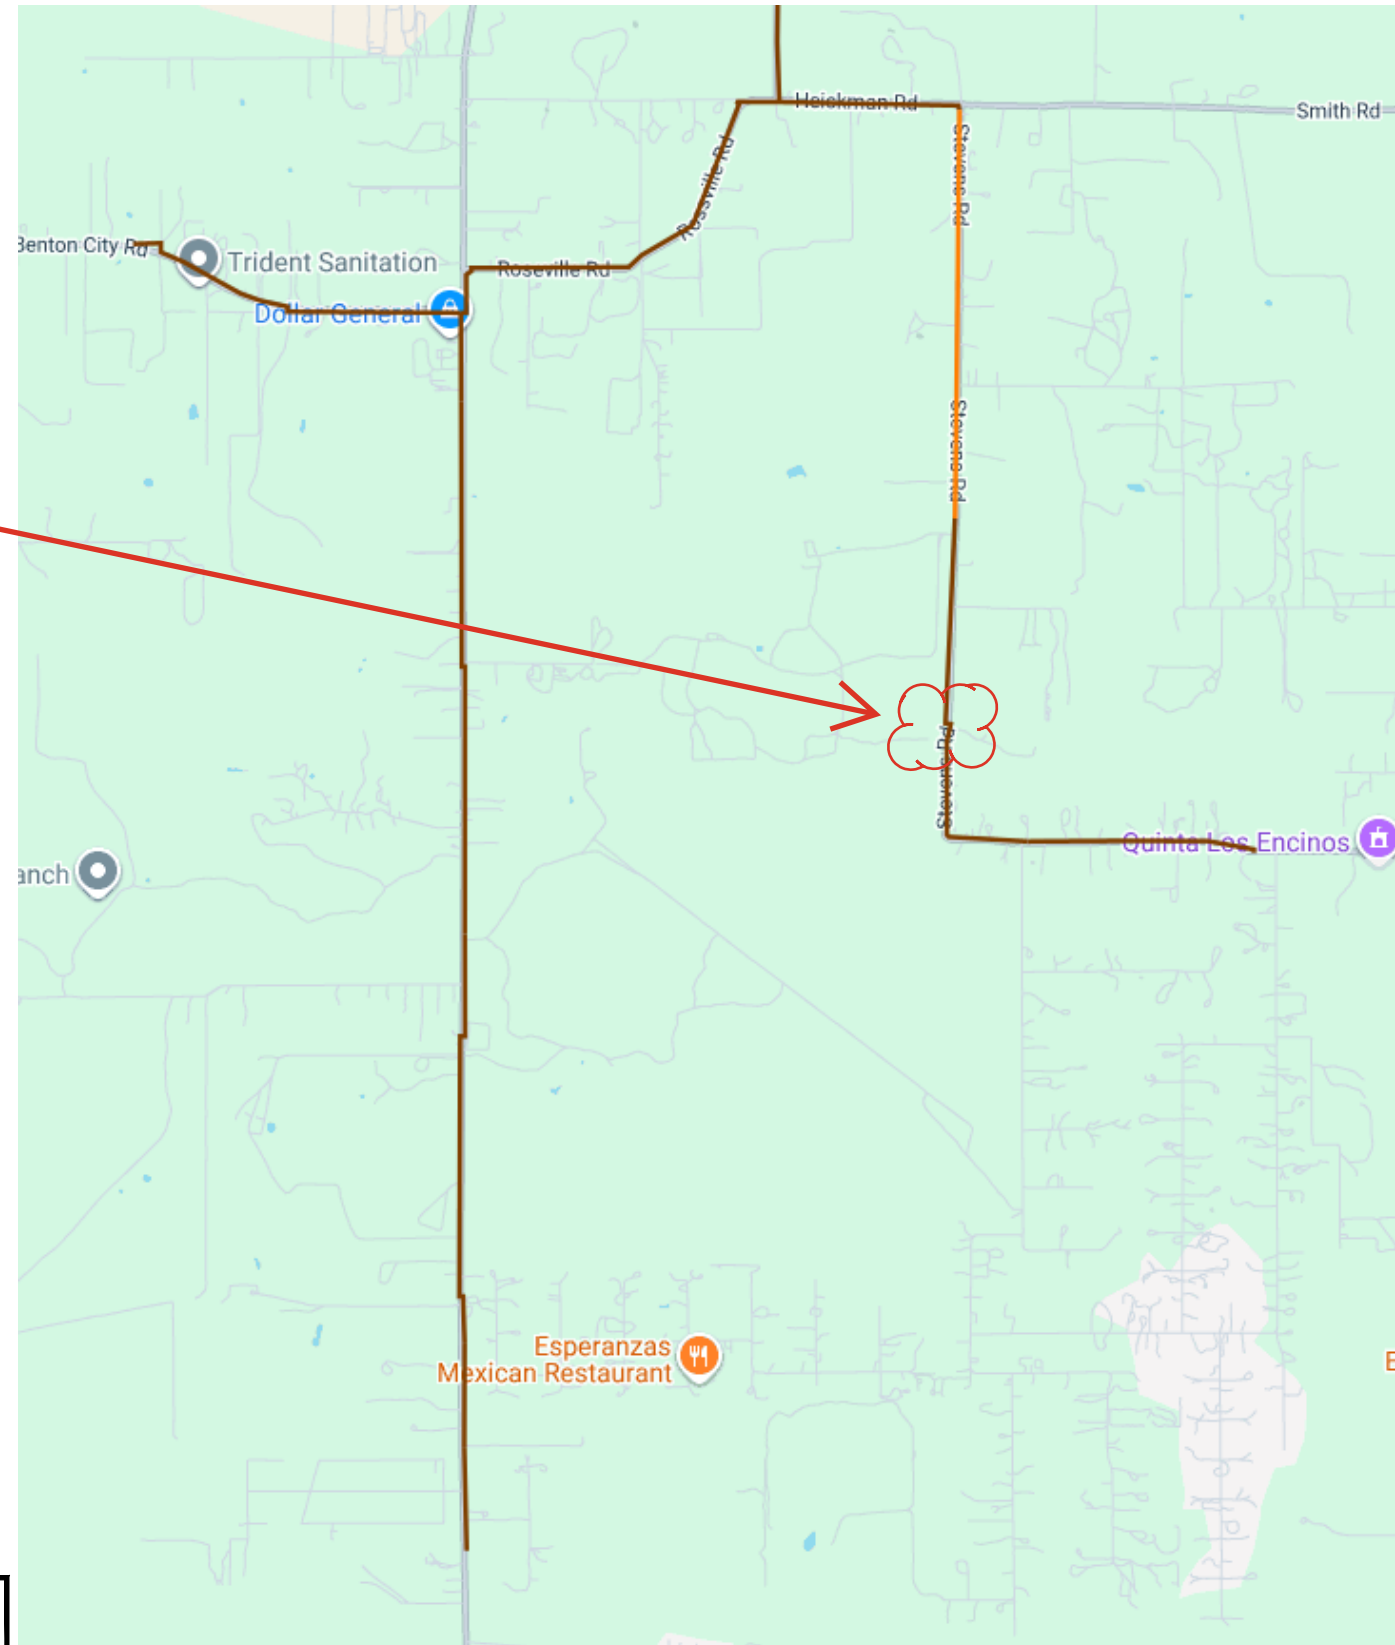 Heickman Rd
Smith Rd
Stevens Rd
Rossville Rd
Benton City Rd
Trident Sanitation
Roseville Rd
Dollar General
Stevens Rd
Stevens Rd
Quinta Los Encinos
anch
Esperanzas
Mexican Restaurant
E